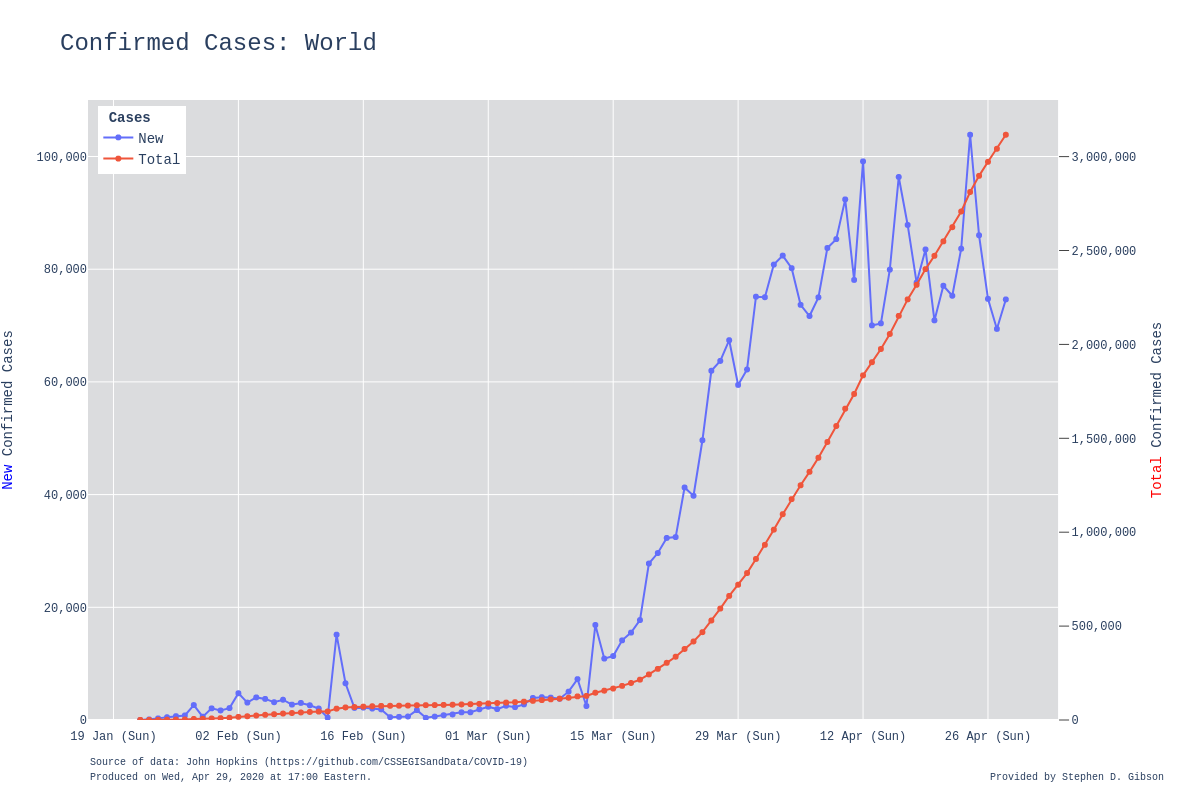 Confirmed Cases: World
Cases
New
Total
100,000
80,000
60,000
40,000
20,000
0
New Confirmed Cases
3,000,000
2,500,000
2,000,000
1,500,000
1,000,000
500,000
0
Total Confirmed Cases
19 Jan (Sun)
02 Feb (Sun)
16 Feb (Sun)
01 Mar (Sun)
15 Mar (Sun)
29 Mar (Sun)
12 Apr (Sun)
26 Apr (Sun)
Source of data: John Hopkins (https://github.com/CSSEGISandData/COVID-19)
Produced on Wed, Apr 29, 2020 at 17:00 Eastern.
Provided by Stephen D. Gibson